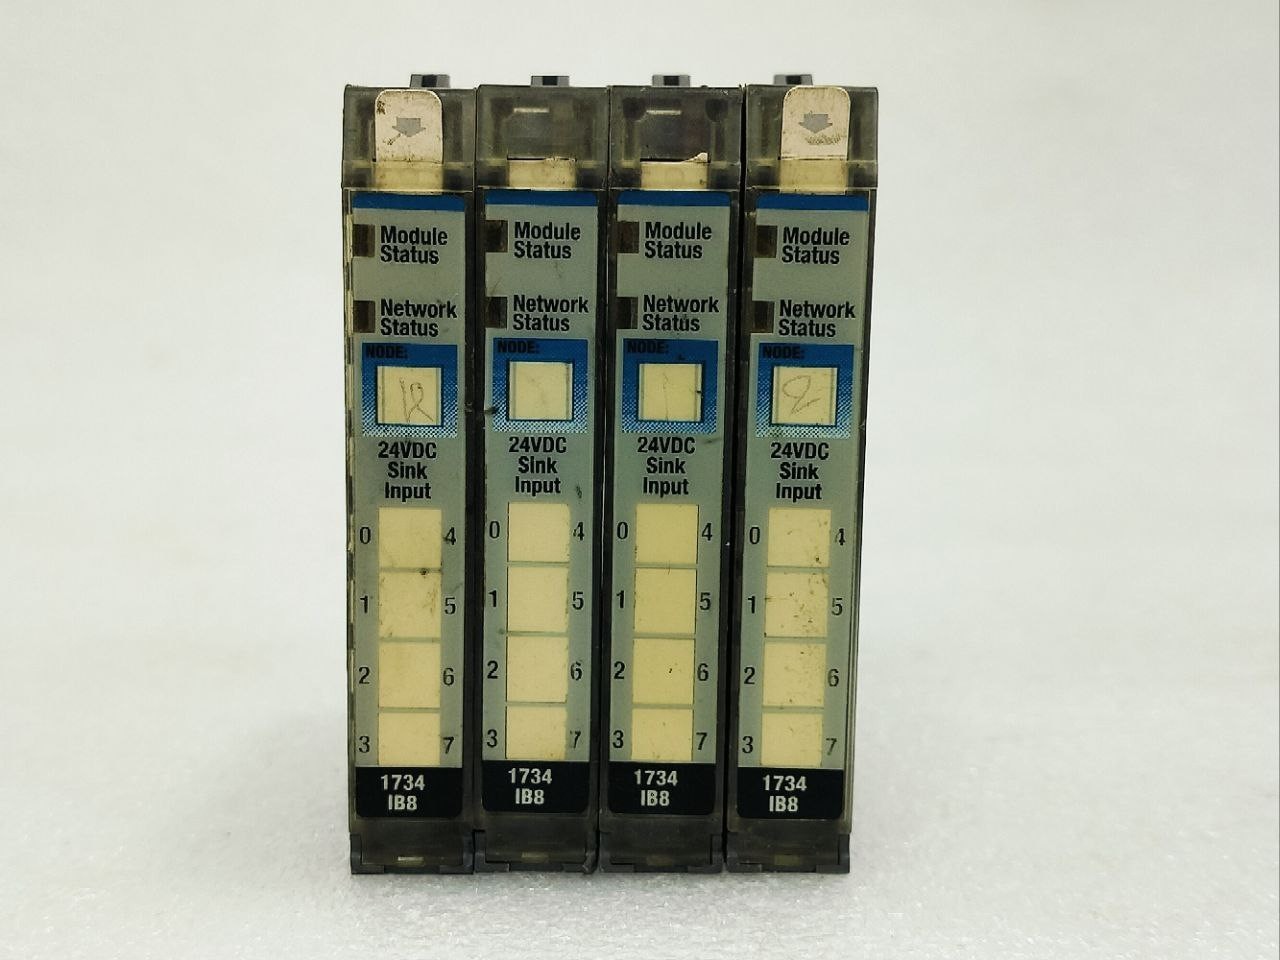 Module
Status
Network
Status
NODE:
12
24VDC
Sink
Input
0 4
1 5
2 6
3 7
1734
IB8
Module
Status
Network
Status
NODE:
24VDC
Sink
Input
0 4
1 5
2 6
3 7
1734
IB8
Module
Status
Network
Status
NODE:
1
24VDC
Sink
Input
0 4
1 5
2 6
3 7
1734
IB8
Module
Status
Network
Status
NODE:
2
24VDC
Sink
Input
0 4
1 5
2 6
3 7
1734
IB8